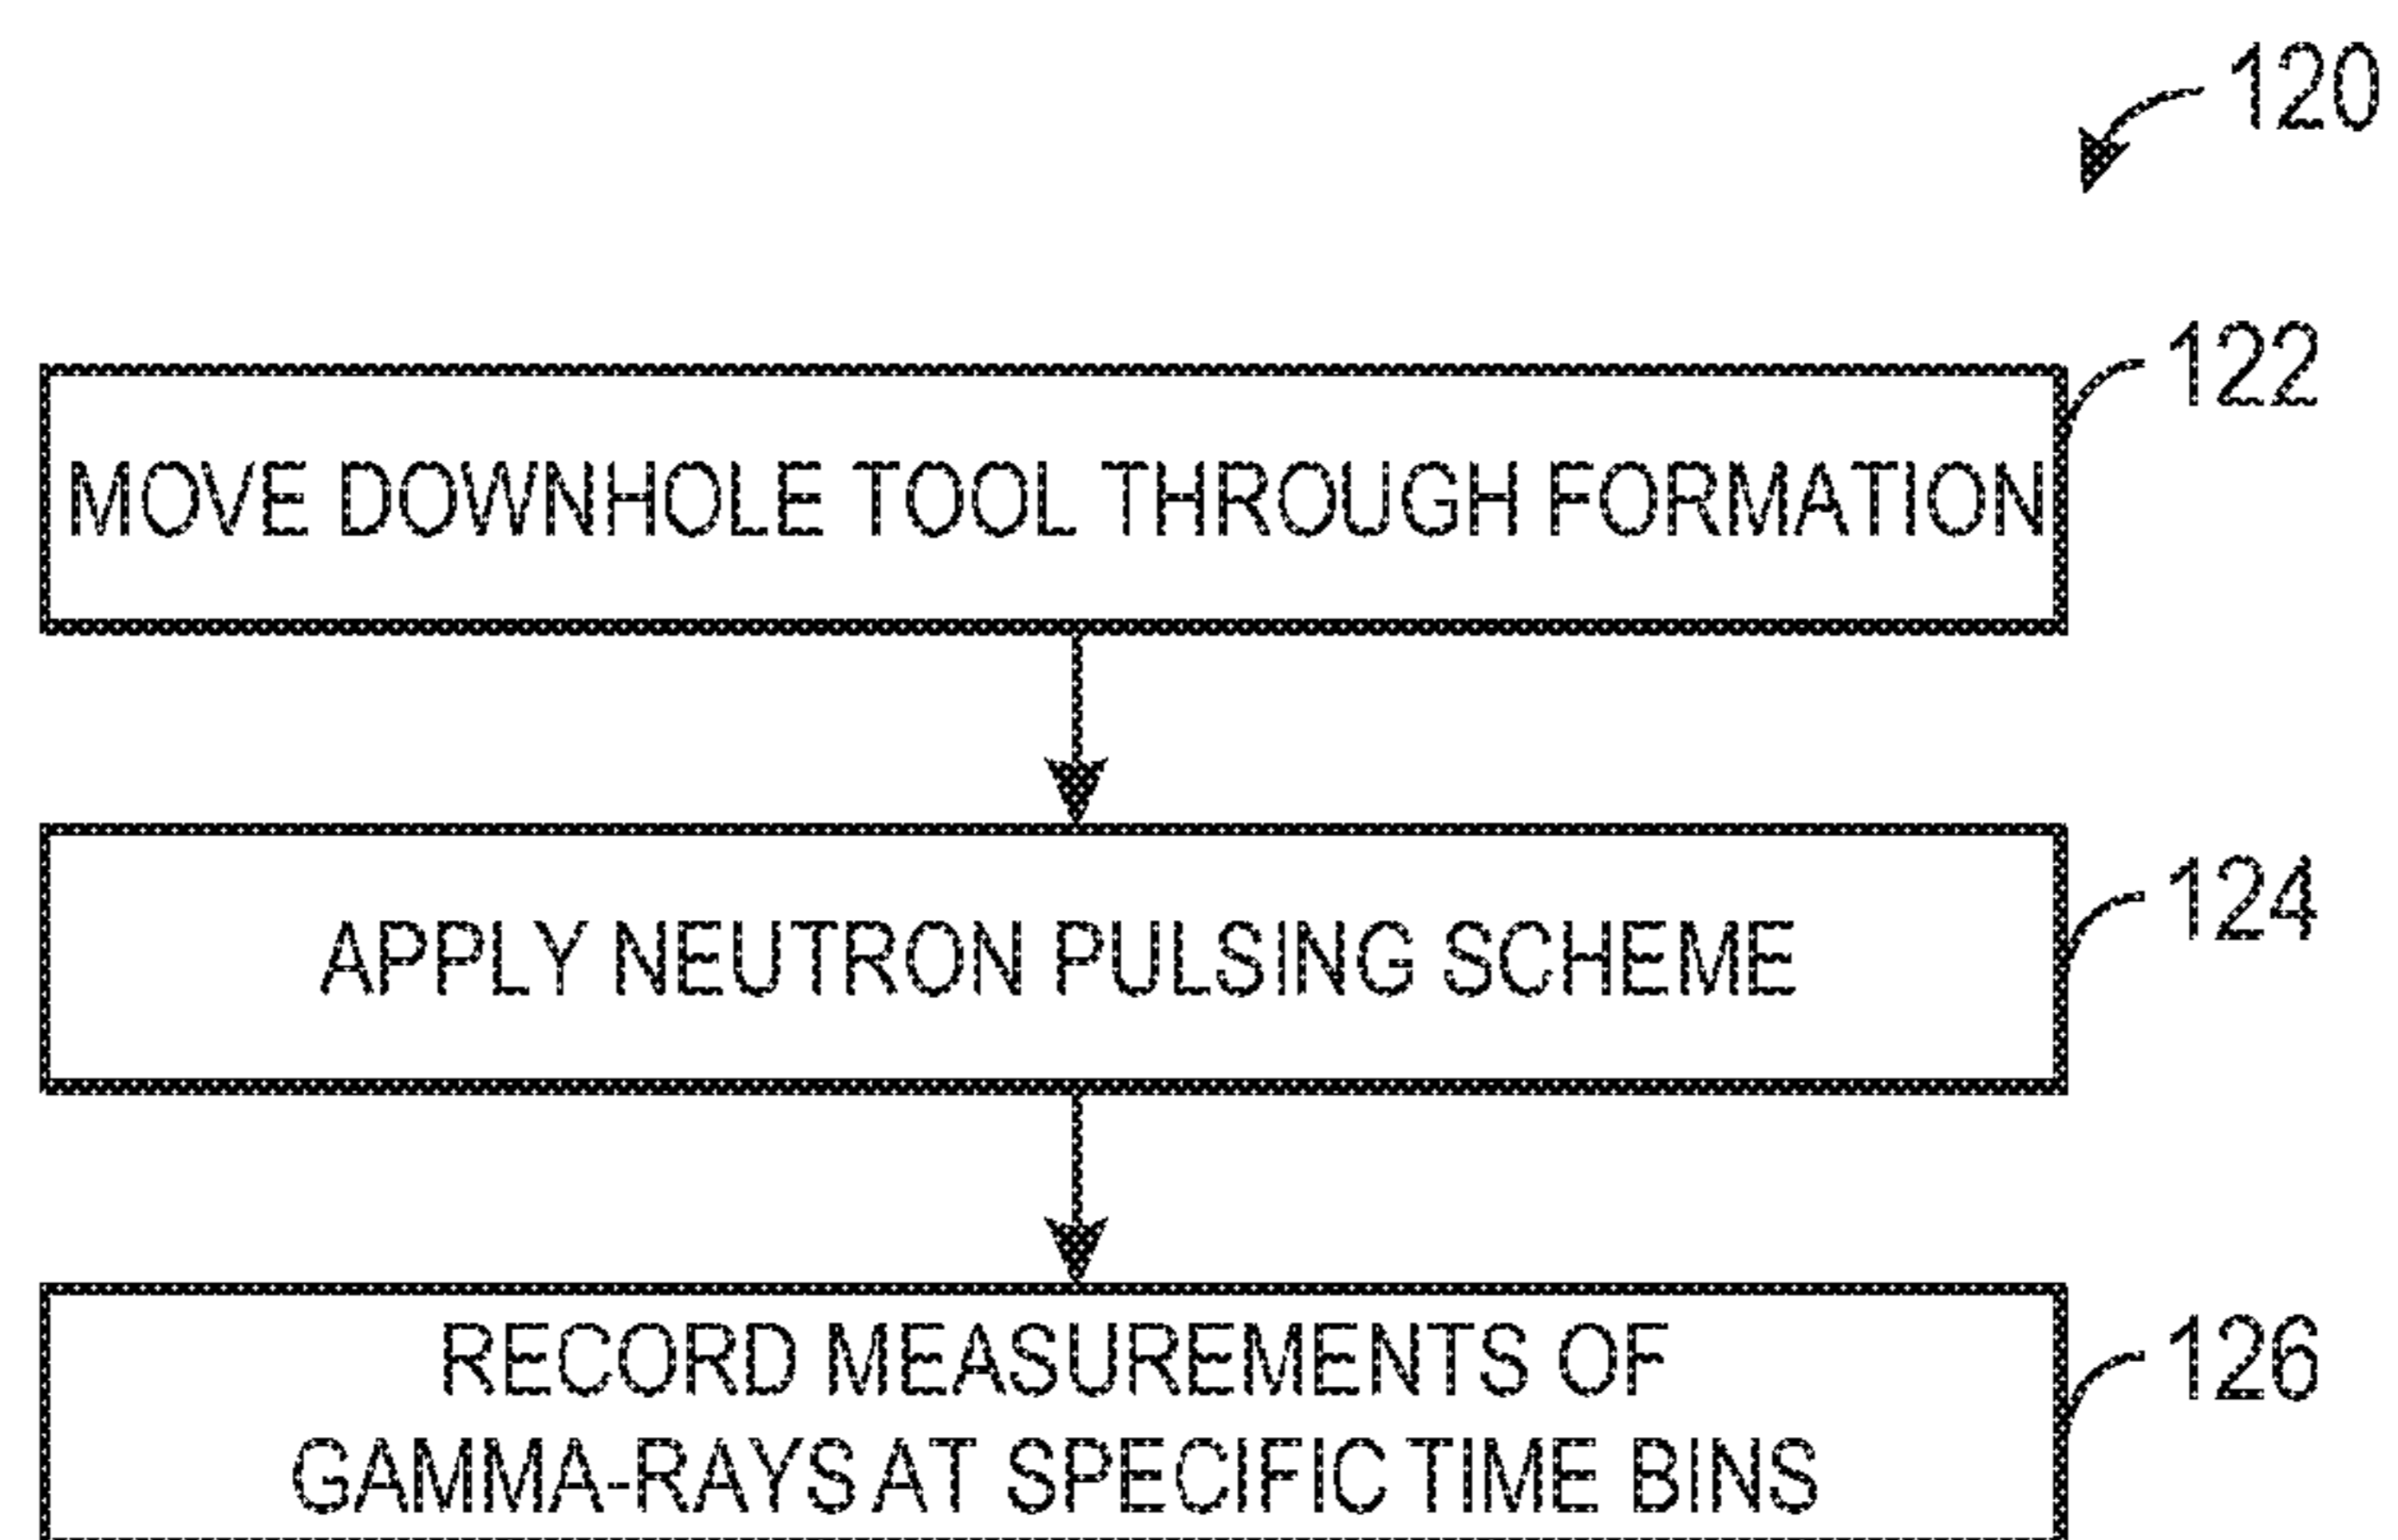 120
122
MOVE DOWNHOLE TOOL THROUGH FORMATION
124
APPLY NEUTRON PULSING SCHEME
126
RECORD MEASUREMENTS OF
GAMMA-RAYS AT SPECIFIC TIME BINS